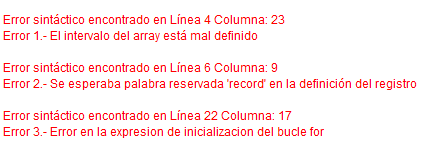 Error sintáctico encontrado en Línea 4 Columna: 23
Error 1.- El intervalo del array está mal definido
Error sintáctico encontrado en Línea 6 Columna: 9
Error 2.- Se esperaba palabra reservada 'record' en la definición del registro
Error sintáctico encontrado en Línea 22 Columna: 17
Error 3.- Error en la expresion de inicializacion del bucle for